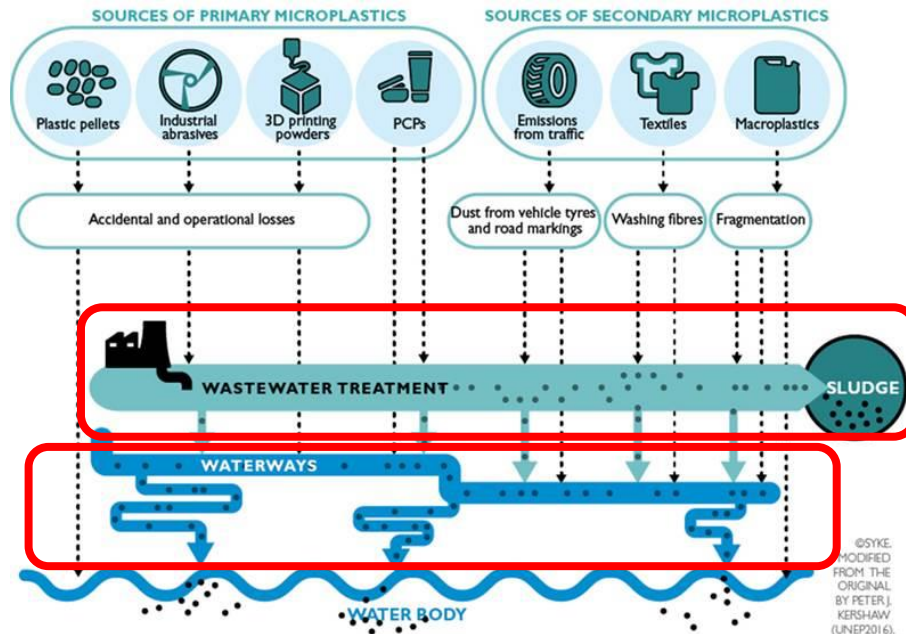 SOURCES OF PRIMARY MICROPLASTICS
SOURCES OF SECONDARY MICROPLASTICS
Plastic pellets
Industrial
abrasives
3D printing
powders
PCPs
Emissions
from traffic
Textiles
Macroplastics
Accidental and operational losses
Dust from vehicle tyres
and road markings
Washing fibres
Fragmentation
WASTEWATER TREATMENT
SLUDGE
WATERWAYS
WATER BODY
©SYKE.
MODIFIED
FROM THE
ORIGINAL
BY PETER J.
KERSHAW
(UNEP2016).